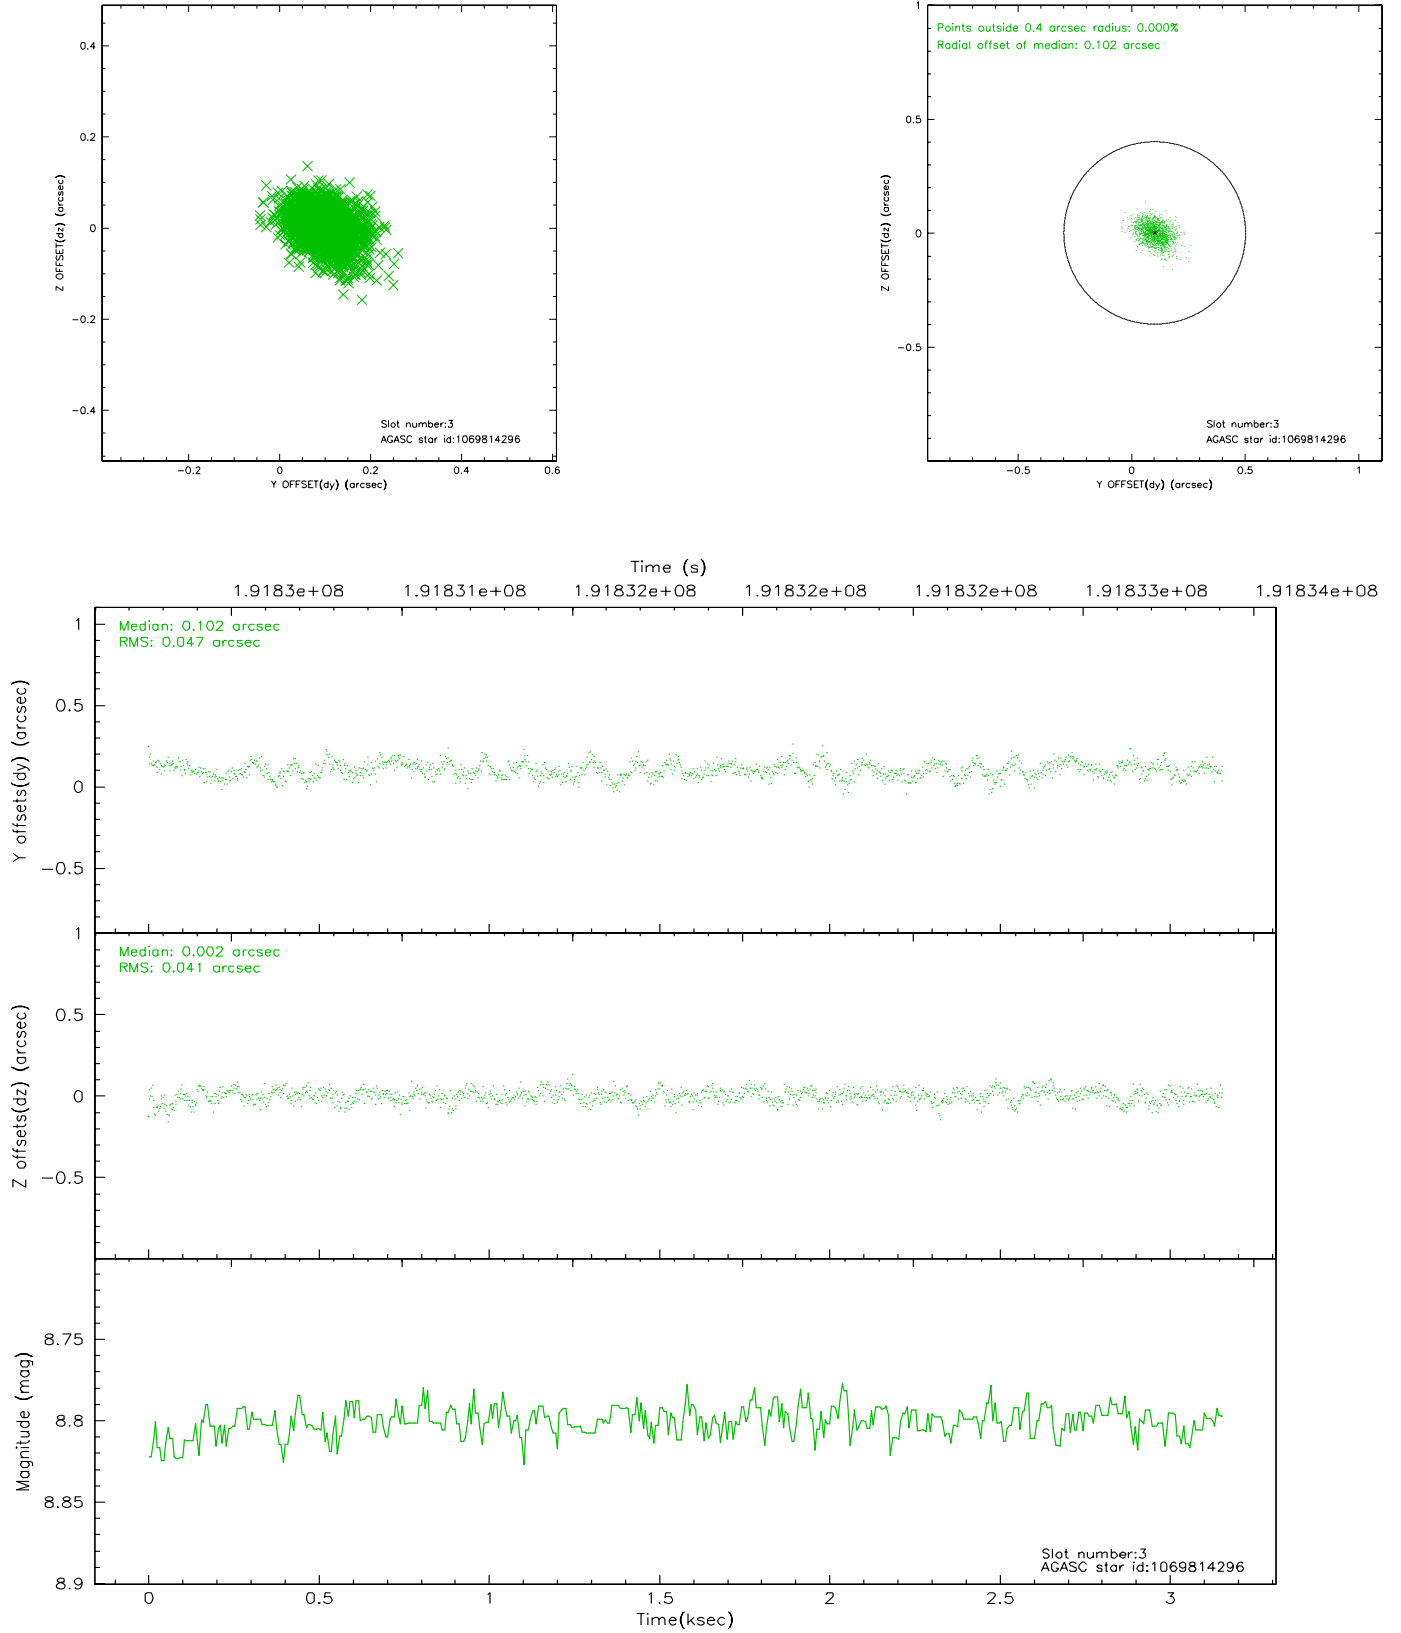 0.4
0.2
0
−0.2
−0.4
Z OFFSET(dz) (arcsec)
Slot number:3
AGASC star id:1069814296
−0.2 0 0.2 0.4 0.6
Y OFFSET(dy) (arcsec)
Points outside 0.4 arcsec radius: 0.000%
Radial offset of median: 0.102 arcsec
1
0.5
0
−0.5
Z OFFSET(dz) (arcsec)
Slot number:3
AGASC star id:1069814296
−0.5 0 0.5 1
Y OFFSET(dy) (arcsec)
Time (s)
1.9183e+08 1.91831e+08 1.91832e+08 1.91832e+08 1.91832e+08 1.91833e+08 1.91834e+08
Median: 0.102 arcsec
RMS: 0.047 arcsec
1
0.5
0
−0.5
Y offsets(dy) (arcsec)
Median: 0.002 arcsec
RMS: 0.041 arcsec
1
0.5
0
−0.5
Z offsets(dz) (arcsec)
8.75
8.8
8.85
8.9
Magnitude (mag)
Slot number:3
AGASC star id:1069814296
0 0.5 1 1.5 2 2.5 3
Time(ksec)